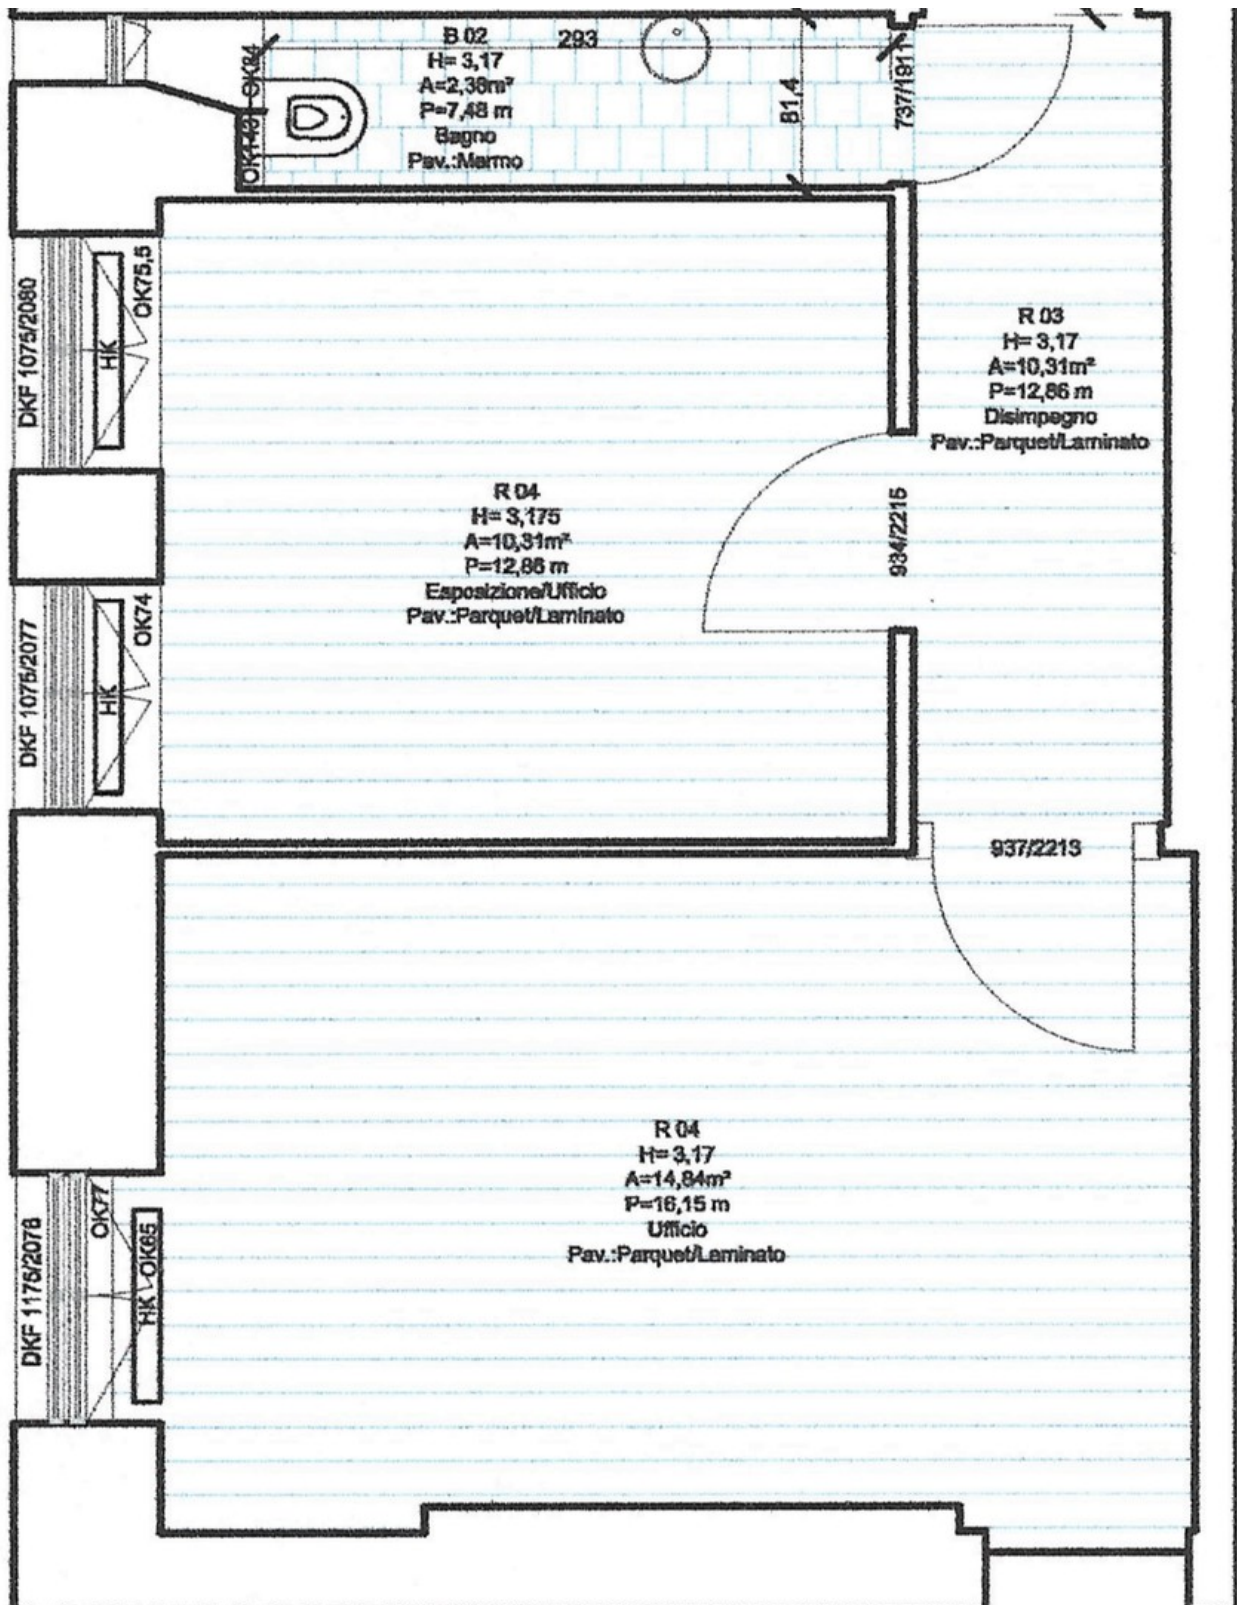 B 02
H= 3,17
A=2,38m²
P=7,48 m
Bagno
Pav.:Marmo
293
81,4
737/1911
OK84
OK143
DKF 1075/2080
HK
OK75,5
R 03
H= 3,17
A=10,31m²
P=12,86 m
Disimpegno
Pav.:Parquet/Laminato
R 04
H= 3,175
A=10,31m²
P=12,86 m
Esposizione/Ufficio
Pav.:Parquet/Laminato
934/2215
DKF 1075/2077
HK
OK74
937/2213
R 04
H= 3,17
A=14,84m²
P=16,15 m
Ufficio
Pav.:Parquet/Laminato
DKF 1175/2078
OK77
HK OK65